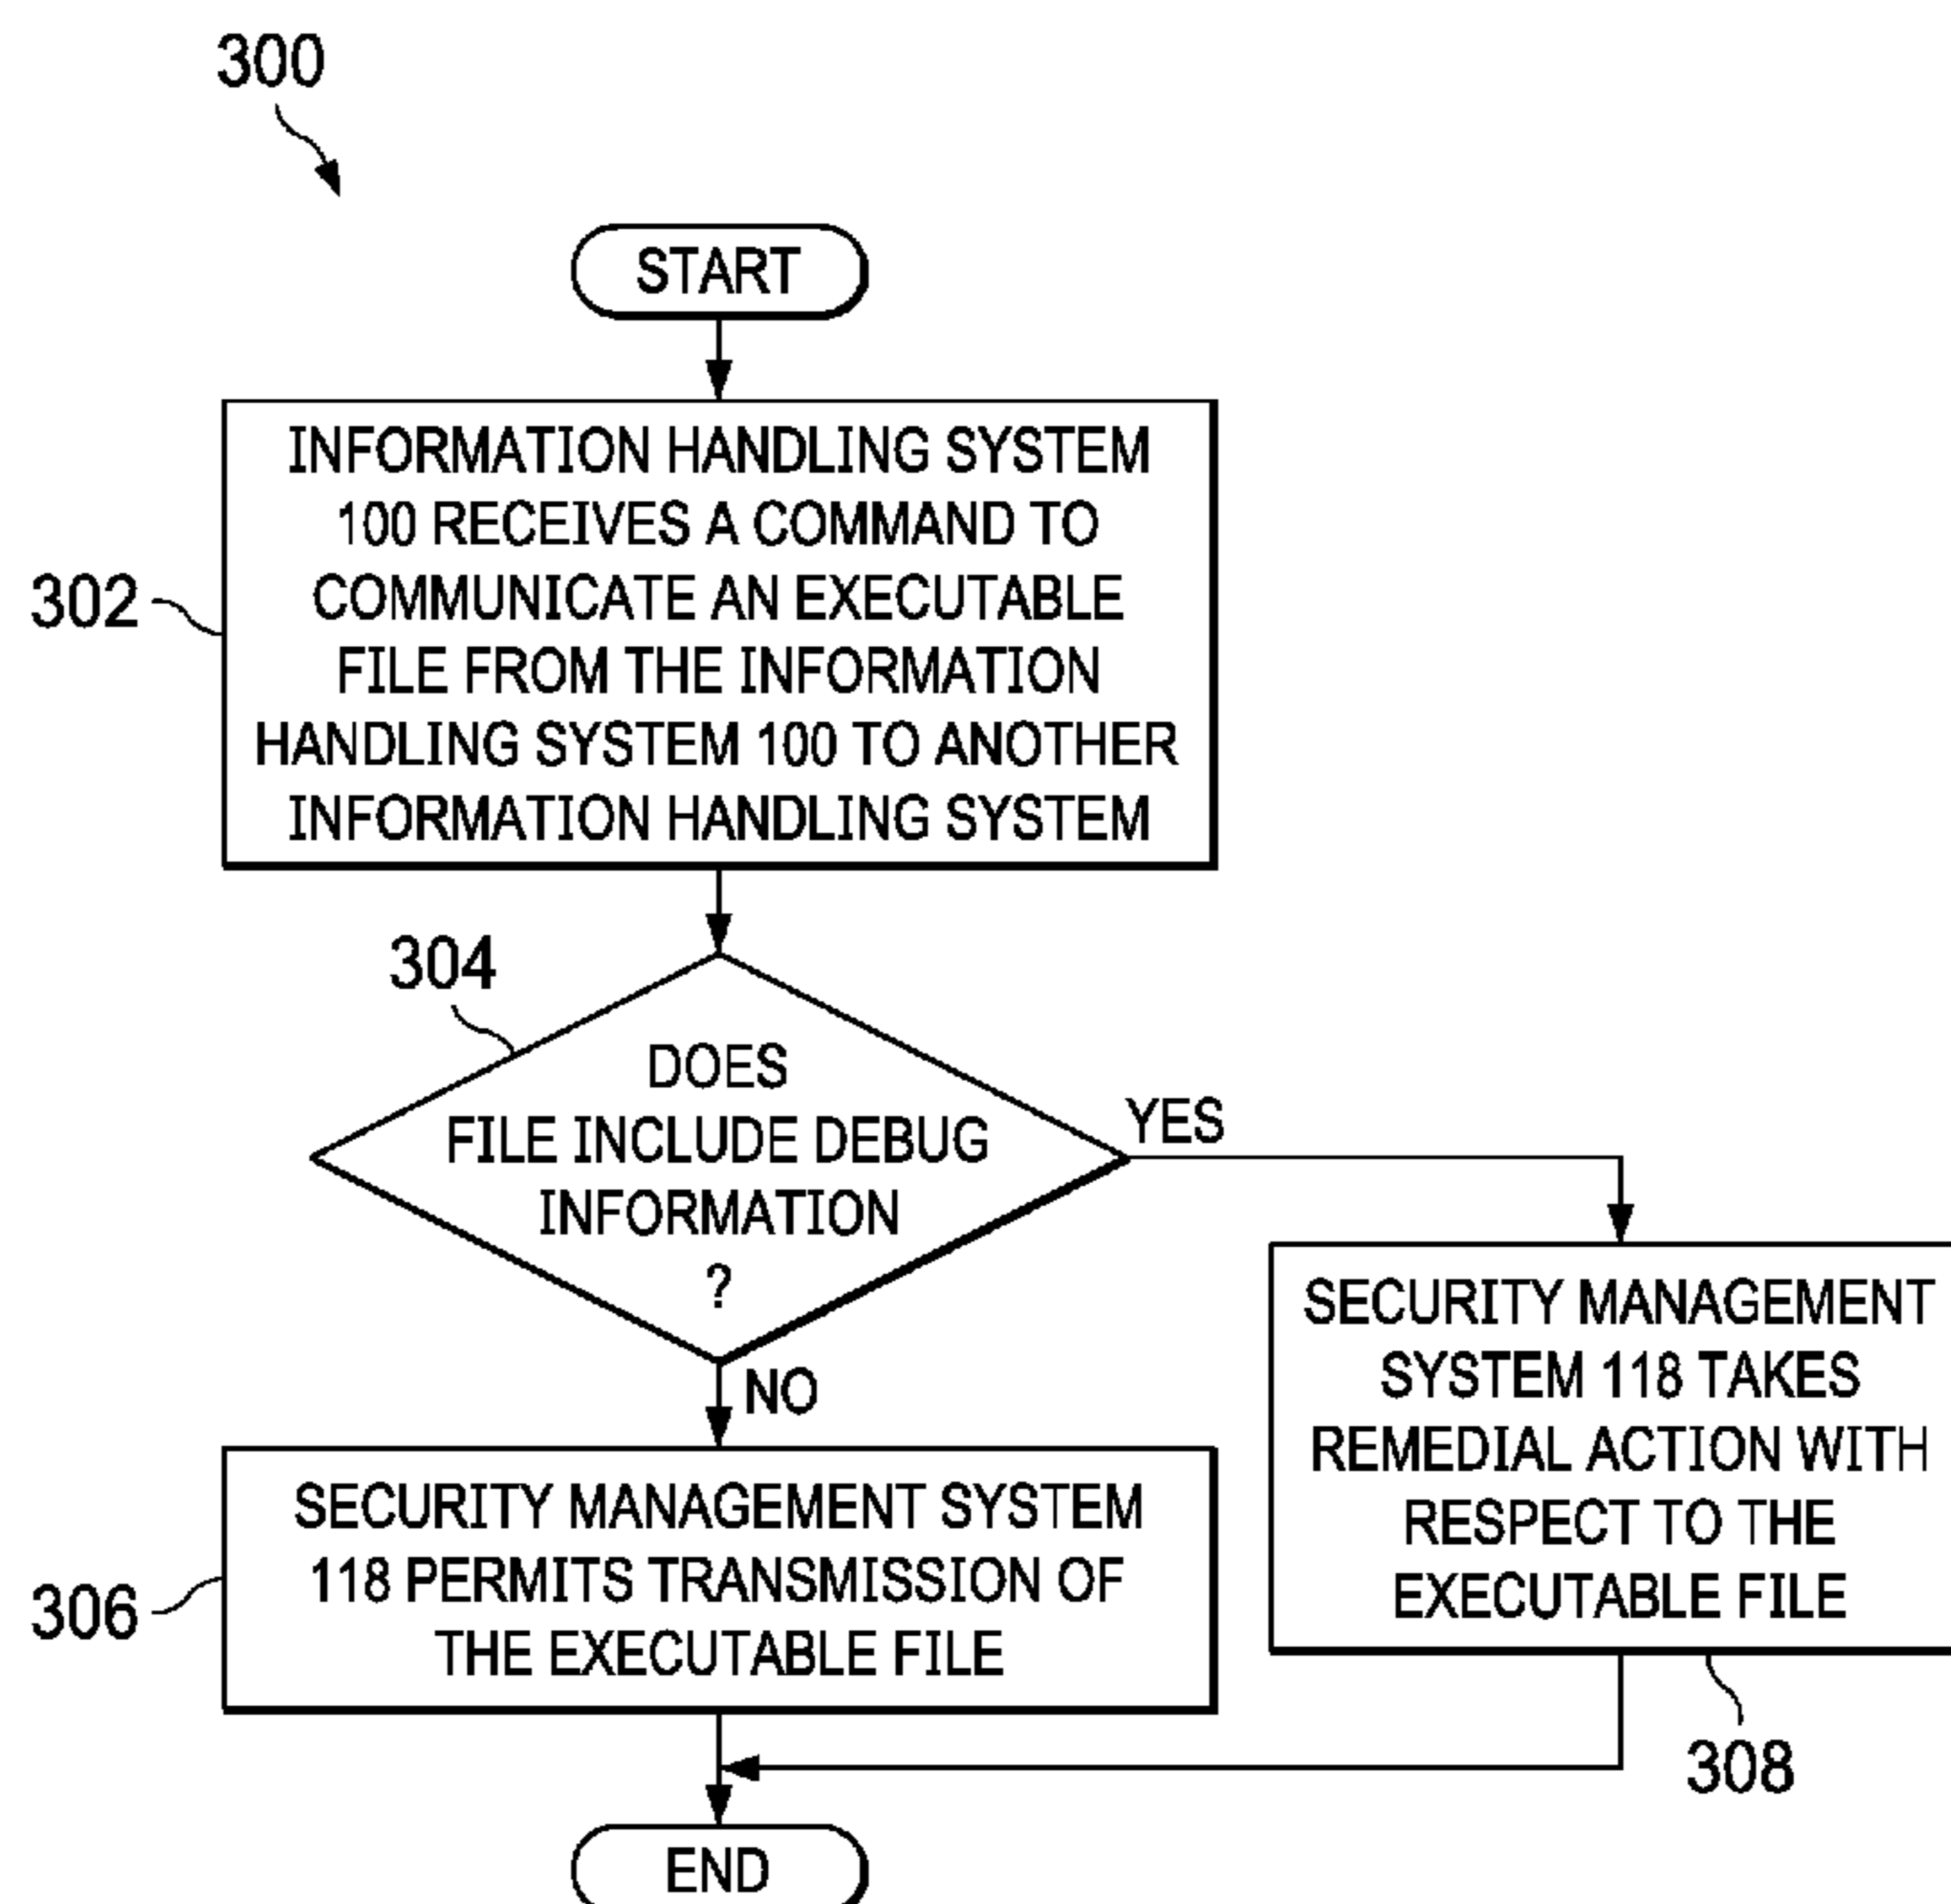 300
START
INFORMATION HANDLING SYSTEM
100 RECEIVES A COMMAND TO
COMMUNICATE AN EXECUTABLE
FILE FROM THE INFORMATION
HANDLING SYSTEM 100 TO ANOTHER
INFORMATION HANDLING SYSTEM
302
304
DOES
FILE INCLUDE DEBUG
INFORMATION
?
YES
NO
SECURITY MANAGEMENT
SYSTEM 118 TAKES
REMEDIAL ACTION WITH
RESPECT TO THE
EXECUTABLE FILE
308
SECURITY MANAGEMENT SYSTEM
118 PERMITS TRANSMISSION OF
THE EXECUTABLE FILE
306
END